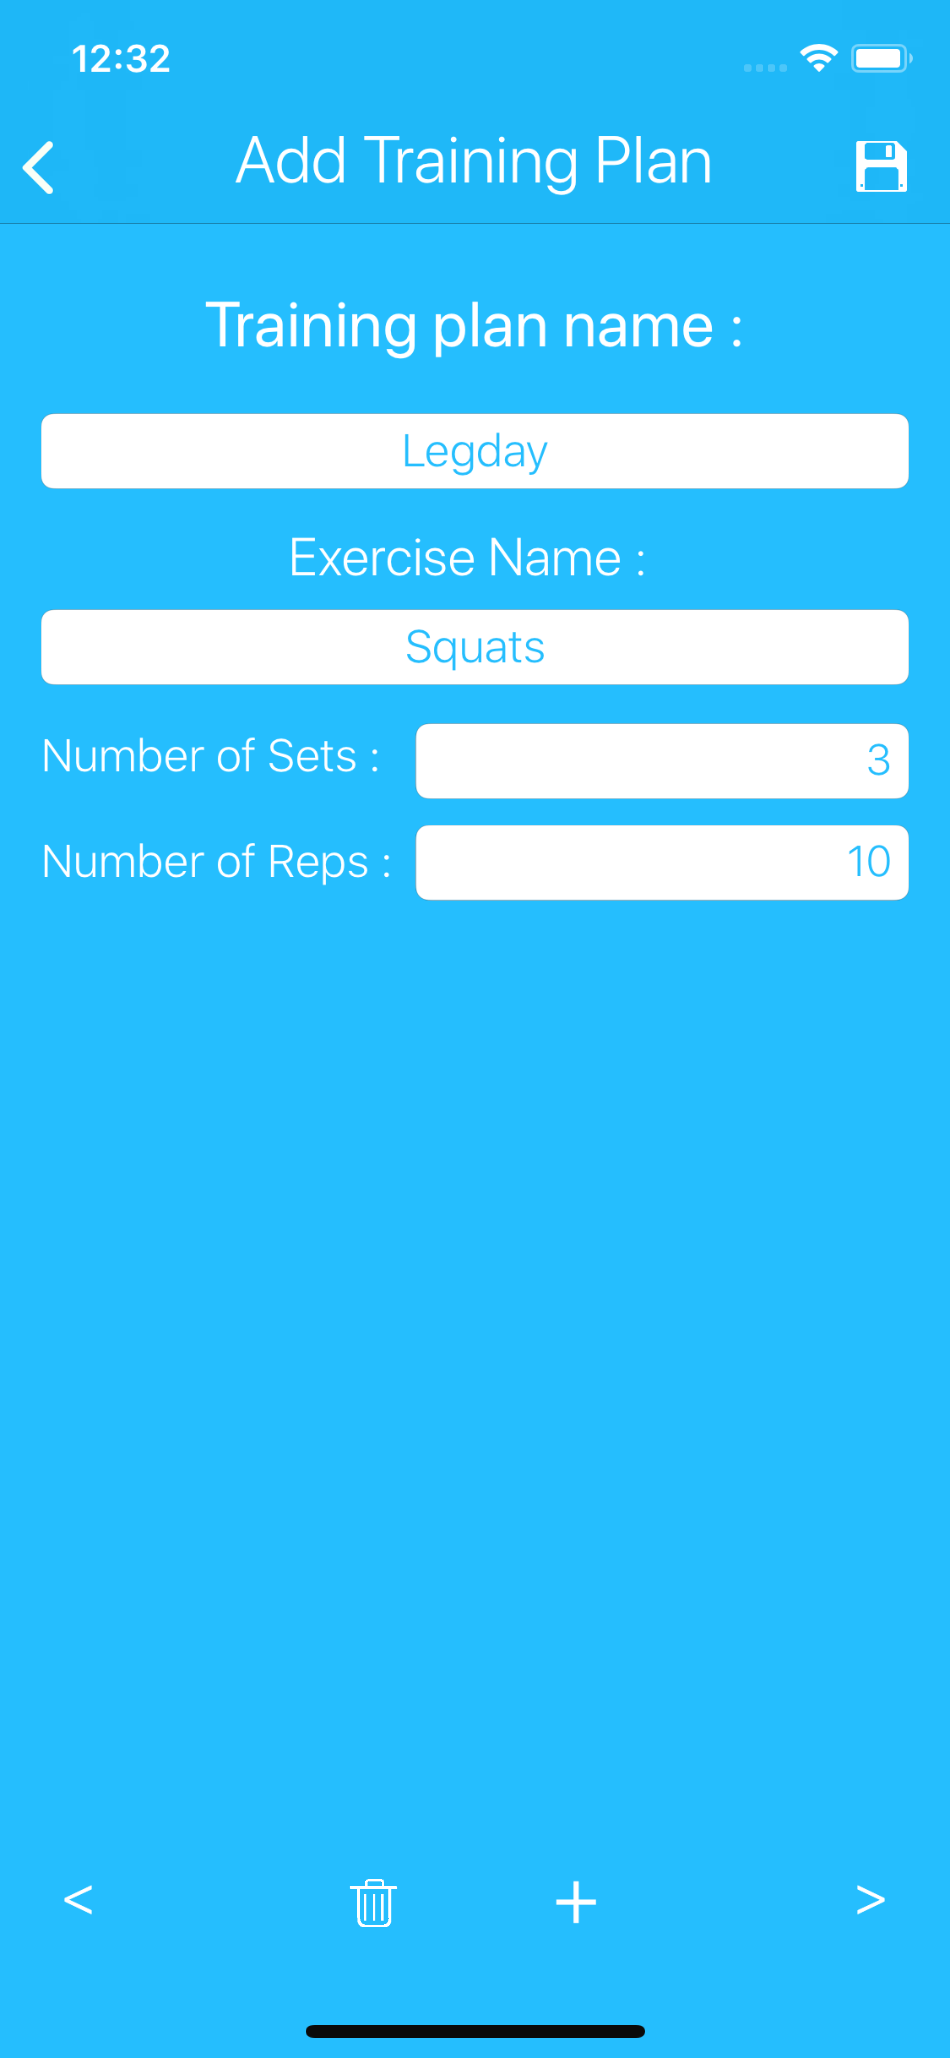 12:32
Add Training Plan
Training plan name :
Legday
Exercise Name :
Squats
Number of Sets :
3
Number of Reps :
10
< + >